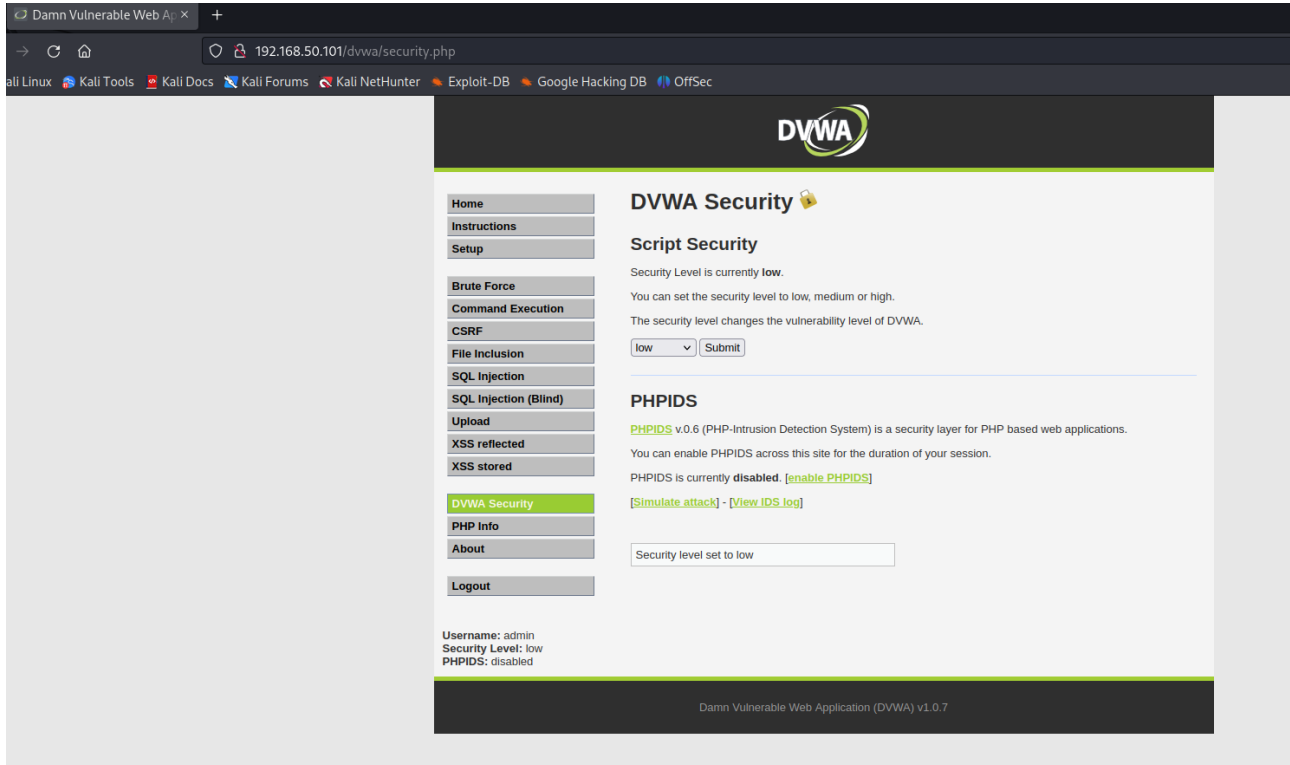 Damn Vulnerable Web Ap
192.168.50.101/dvwa/security.php
ali Linux Kali Tools Kali Docs Kali Forums Kali NetHunter Exploit-DB Google Hacking DB OffSec
DVWA
Home
Instructions
Setup
Brute Force
Command Execution
CSRF
File Inclusion
SQL Injection
SQL Injection (Blind)
Upload
XSS reflected
XSS stored
DVWA Security
PHP Info
About
Logout
Username: admin
Security Level: low
PHPIDS: disabled
DVWA Security
Script Security
Security Level is currently low.
You can set the security level to low, medium or high.
The security level changes the vulnerability level of DVWA.
low Submit
PHPIDS
PHPIDS v.0.6 (PHP-Intrusion Detection System) is a security layer for PHP based web applications.
You can enable PHPIDS across this site for the duration of your session.
PHPIDS is currently disabled. [enable PHPIDS]
[Simulate attack] - [View IDS log]
Security level set to low
Damn Vulnerable Web Application (DVWA) v1.0.7